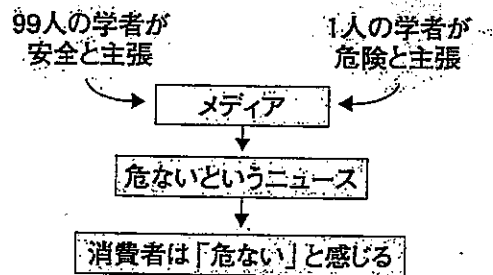 99人の学者が
安全と主張
1人の学者が
危険と主張
メディア
危ないというニュース
消費者は「危ない」と感じる